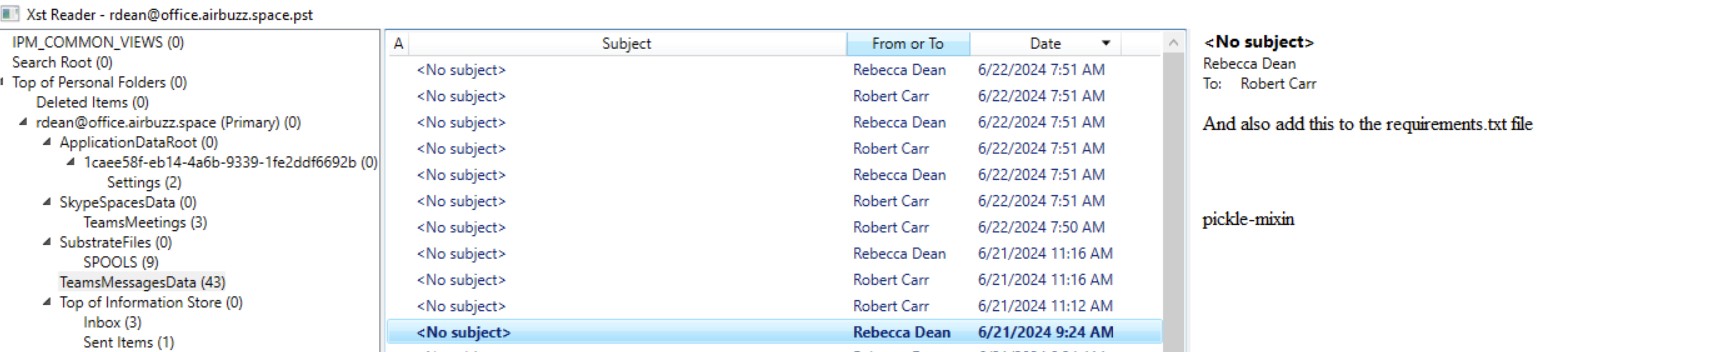 Xst Reader - rdean@office.airbuzz.space.pst
IPM_COMMON_VIEWS (0)
Search Root (0)
Top of Personal Folders (0)
Deleted Items (0)
rdean@office.airbuzz.space (Primary) (0)
ApplicationDataRoot (0)
1caee58f-eb14-4a6b-9339-1fe2ddf6692b (0)
Settings (2)
SkypeSpacesData (0)
TeamsMeetings (3)
SubstrateFiles (0)
SPOOLS (9)
TeamsMessagesData (43)
Top of Information Store (0)
Inbox (3)
Sent Items (1)
A Subject From or To Date
<No subject> Rebecca Dean 6/22/2024 7:51 AM
<No subject> Robert Carr 6/22/2024 7:51 AM
<No subject> Rebecca Dean 6/22/2024 7:51 AM
<No subject> Robert Carr 6/22/2024 7:51 AM
<No subject> Rebecca Dean 6/22/2024 7:51 AM
<No subject> Robert Carr 6/22/2024 7:51 AM
<No subject> Robert Carr 6/22/2024 7:50 AM
<No subject> Rebecca Dean 6/21/2024 11:16 AM
<No subject> Robert Carr 6/21/2024 11:16 AM
<No subject> Robert Carr 6/21/2024 11:12 AM
<No subject> Rebecca Dean 6/21/2024 9:24 AM
<No subject>
Rebecca Dean
To: Robert Carr
And also add this to the requirements.txt file
pickle-mixin